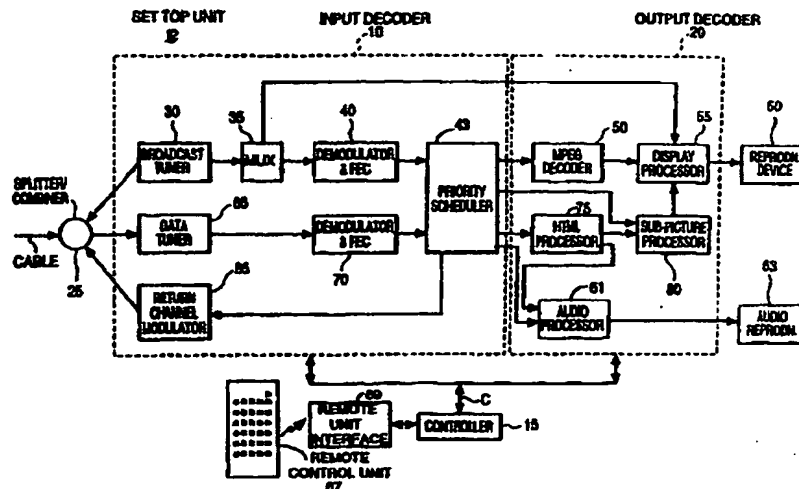 SET TOP UNIT
12
INPUT DECODER
10
OUTPUT DECODER
20
30
BROADCAST
TUNER
35
MUX
40
DEMODULATOR
& FEC
43
PRIORITY
SCHEDULER
50
MPEG
DECODER
55
DISPLAY
PROCESSOR
60
REPRODN.
DEVICE
SPLITTER/
COMBINER
CABLE
25
DATA
TUNER
DEMODULATOR
& FEC
70
75
HTML
PROCESSOR
SUB-PICTURE
PROCESSOR
80
RETURN
CHANNEL
MODULATOR
61
AUDIO
PROCESSOR
63
AUDIO
REPRODN.
C
REMOTE
UNIT
INTERFACE
69
CONTROLLER
15
REMOTE
CONTROL UNIT
67